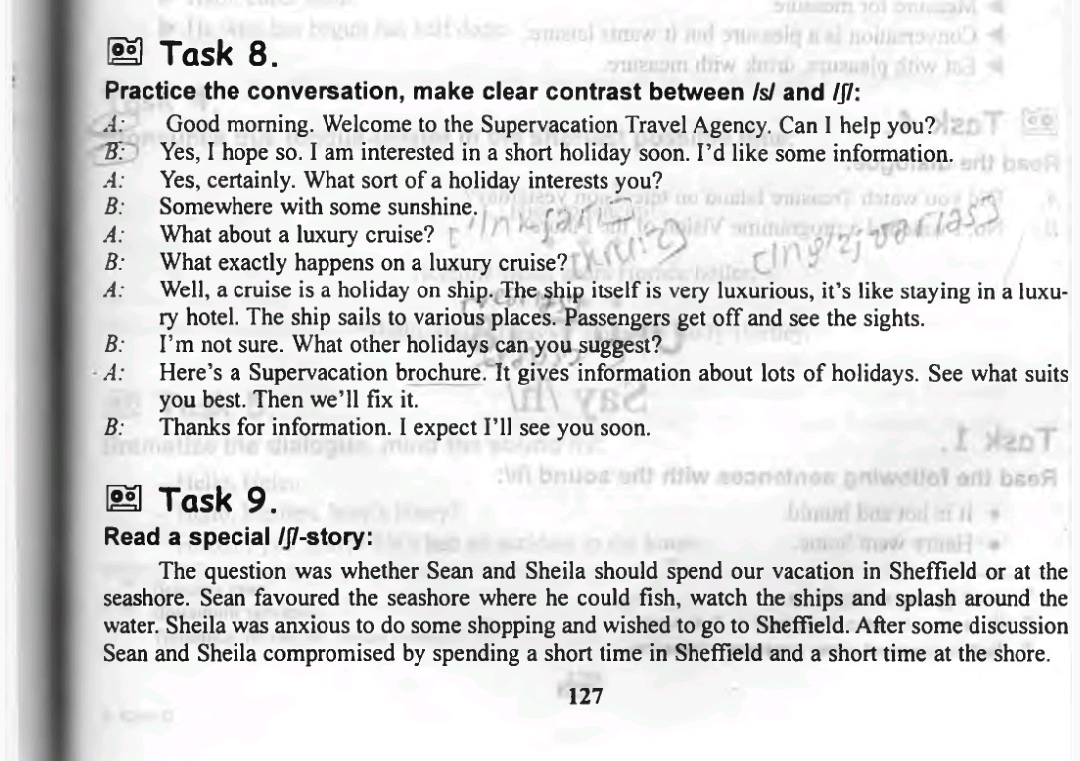 Task 8.
Practice the conversation, make clear contrast between /s/ and /ʃ/:
A: Good morning. Welcome to the Supervacation Travel Agency. Can I help you?
B: Yes, I hope so. I am interested in a short holiday soon. I'd like some information.
A: Yes, certainly. What sort of a holiday interests you?
B: Somewhere with some sunshine.
A: What about a luxury cruise?
B: What exactly happens on a luxury cruise?
A: Well, a cruise is a holiday on ship. The ship itself is very luxurious, it's like staying in a luxu-
ry hotel. The ship sails to various places. Passengers get off and see the sights.
B: I'm not sure. What other holidays can you suggest?
A: Here's a Supervacation brochure. It gives information about lots of holidays. See what suits
you best. Then we'll fix it.
B: Thanks for information. I expect I'll see you soon.
Task 9.
Read a special /ʃ/-story:
The question was whether Sean and Sheila should spend our vacation in Sheffield or at the
seashore. Sean favoured the seashore where he could fish, watch the ships and splash around the
water. Sheila was anxious to do some shopping and wished to go to Sheffield. After some discussion
Sean and Sheila compromised by spending a short time in Sheffield and a short time at the shore.
127